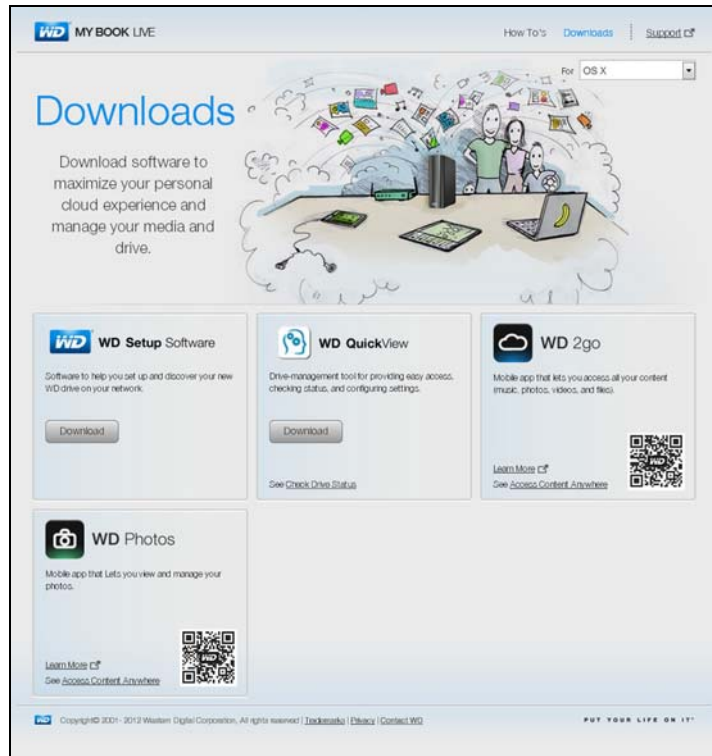 WD MY BOOK LIVE
How To's Downloads Support
For OS X
Downloads
Download software to
maximize your personal
cloud experience and
manage your media and
drive.
WD WD Setup Software
Software to help you set up and discover your new
WD drive on your network.
Download
WD QuickView
Drive-management tool for providing easy access,
checking status, and configuring settings.
Download
See Check Drive Status
WD 2go
Mobile app that lets you access all your content
(music, photos, videos, and files).
Learn More
See Access Content Anywhere
WD
WD Photos
Mobile app that Lets you view and manage your
photos.
Learn More
See Access Content Anywhere
WD
WD Copyright© 2001- 2012 Western Digital Corporation, All rights reserved | Trademarks | Privacy | Contact WD
PUT YOUR LIFE ON IT™